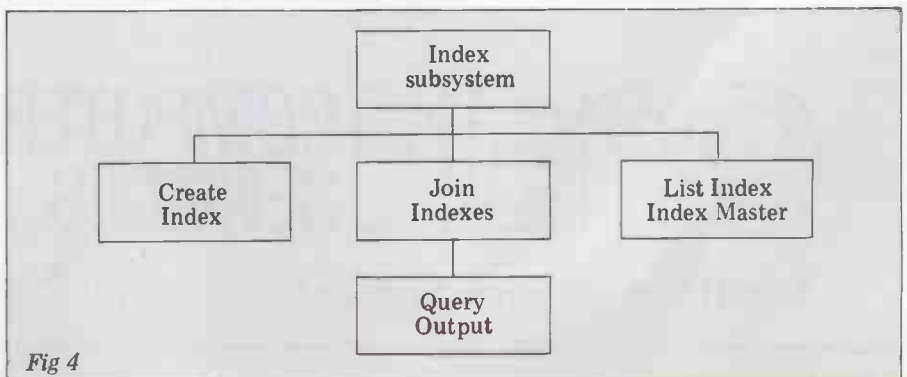 Index
subsystem
Create
Index
Join
Indexes
List Index
Index Master
Query
Output
Fig 4